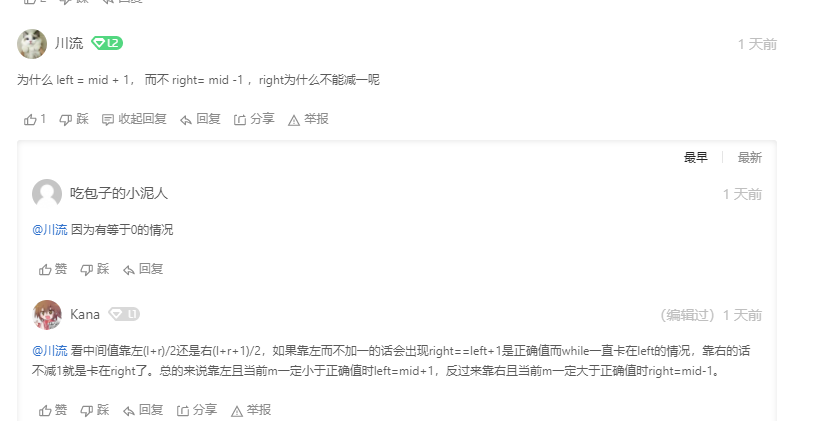 川流 L2 1 天前
为什么 left = mid + 1， 而不 right= mid -1 ，right为什么不能减一呢
1 踩 收起回复 回复 分享 举报
最早 最新
吃包子的小泥人 1 天前
@川流 因为有等于0的情况
赞 踩 回复
Kana L1 （编辑过）1 天前
@川流 看中间值靠左(l+r)/2还是右(l+r+1)/2，如果靠左而不加一的话会出现right==left+1是正确值而while一直卡在left的情况，靠右的话
不减1就是卡在right了。总的来说靠左且当前m一定小于正确值时left=mid+1，反过来靠右且当前m一定大于正确值时right=mid-1。
赞 踩 回复 分享 举报